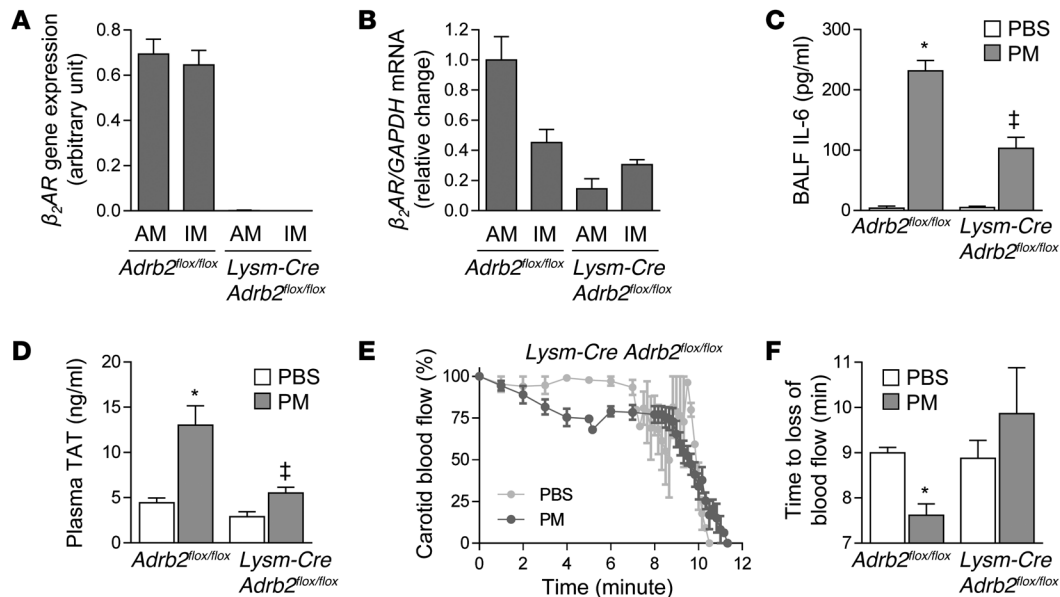 A
β₂AR gene expression
(arbitrary unit)
0.8
0.6
0.4
0.2
0.0
AM IM AM IM
Adrb2flox/flox Lysm-Cre
Adrb2flox/flox
B
β₂AR/GAPDH mRNA
(relative change)
1.2
1.0
0.8
0.6
0.4
0.2
0.0
AM IM AM IM
Adrb2flox/flox Lysm-Cre
Adrb2flox/flox
C
BALF IL-6 (pg/ml)
300
200
100
0
PBS
PM
*
‡
Adrb2flox/flox Lysm-Cre
Adrb2flox/flox
D
Plasma TAT (ng/ml)
20
15
10
5
0
PBS
PM
*
‡
Adrb2flox/flox Lysm-Cre
Adrb2flox/flox
E
Lysm-Cre Adrb2flox/flox
Carotid blood flow (%)
100
75
50
25
0
PBS
PM
0 2 4 6 8 10 12
Time (minute)
F
Time to loss of
blood flow (min)
11
10
9
8
7
PBS
PM
*
Adrb2flox/flox Lysm-Cre
Adrb2flox/flox